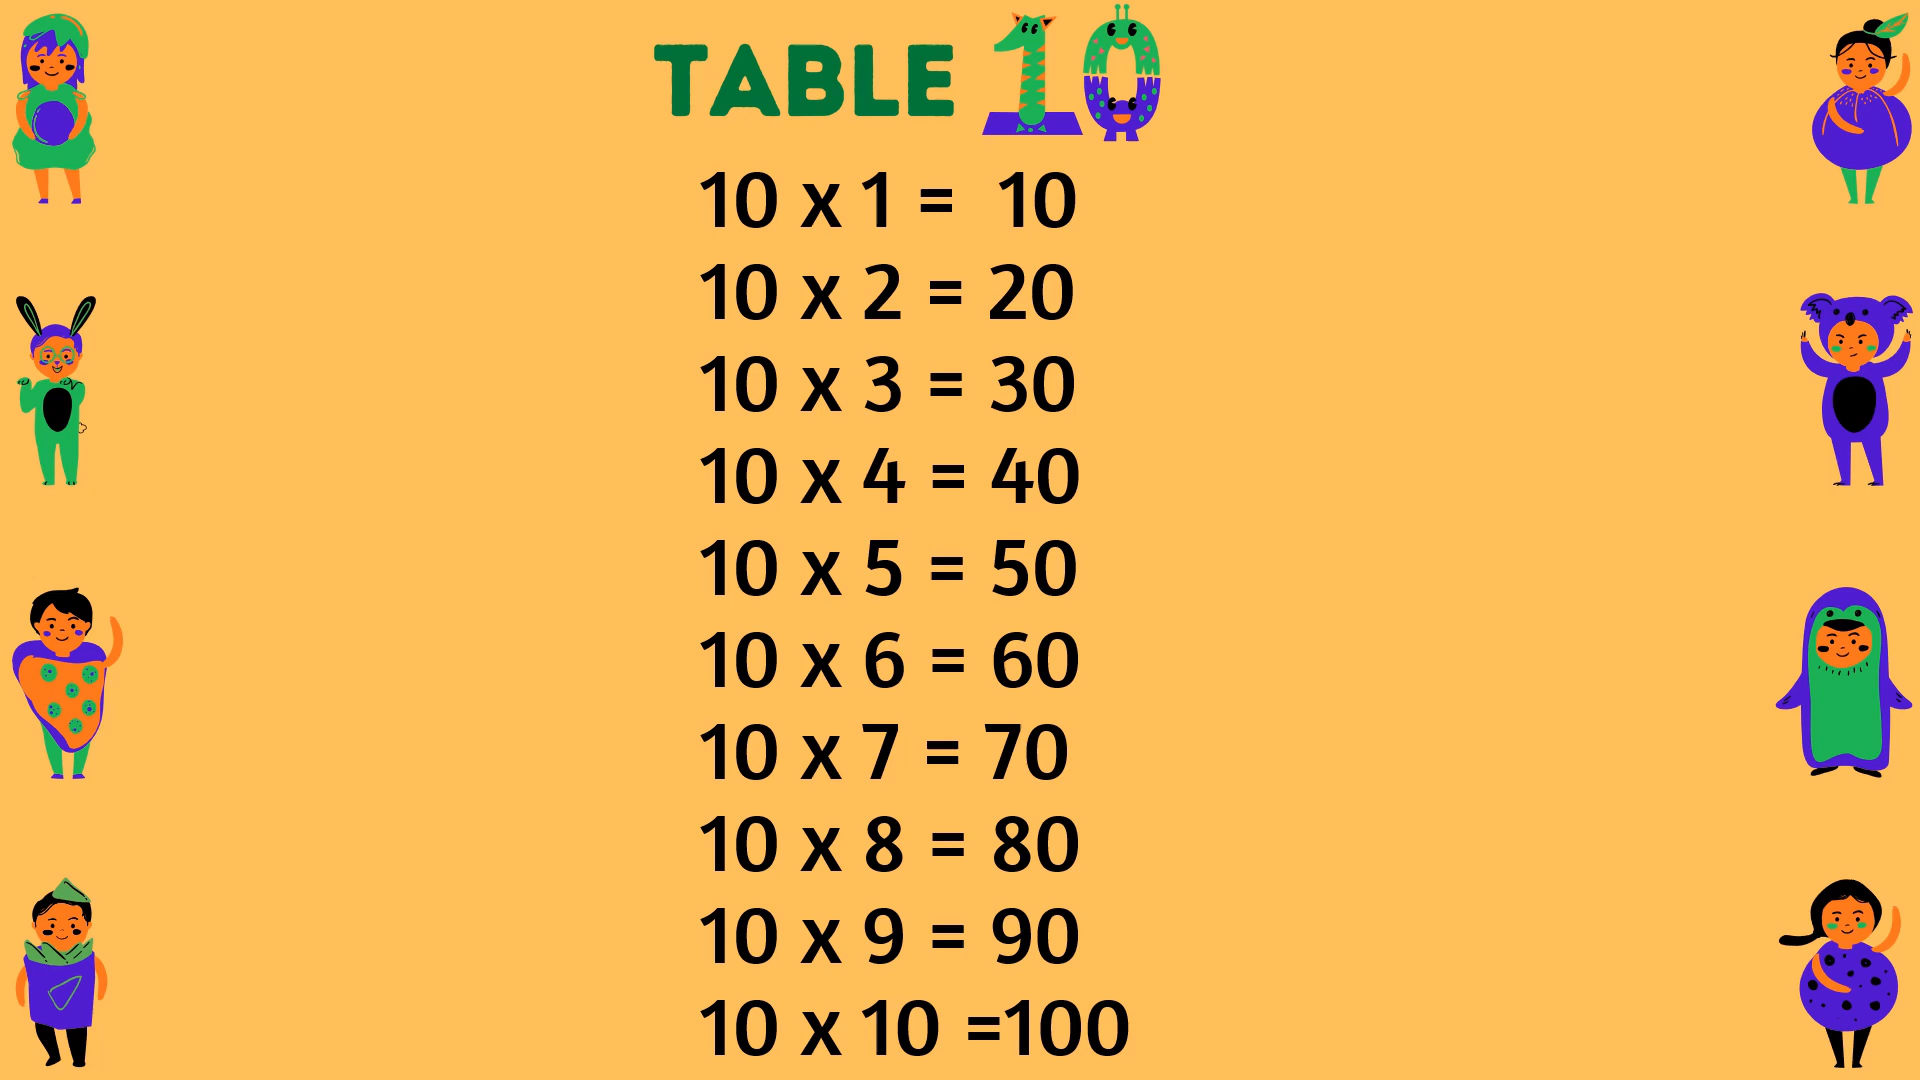 TABLE 10
10 x 1 = 10
10 x 2 = 20
10 x 3 = 30
10 x 4 = 40
10 x 5 = 50
10 x 6 = 60
10 x 7 = 70
10 x 8 = 80
10 x 9 = 90
10 x 10 =100